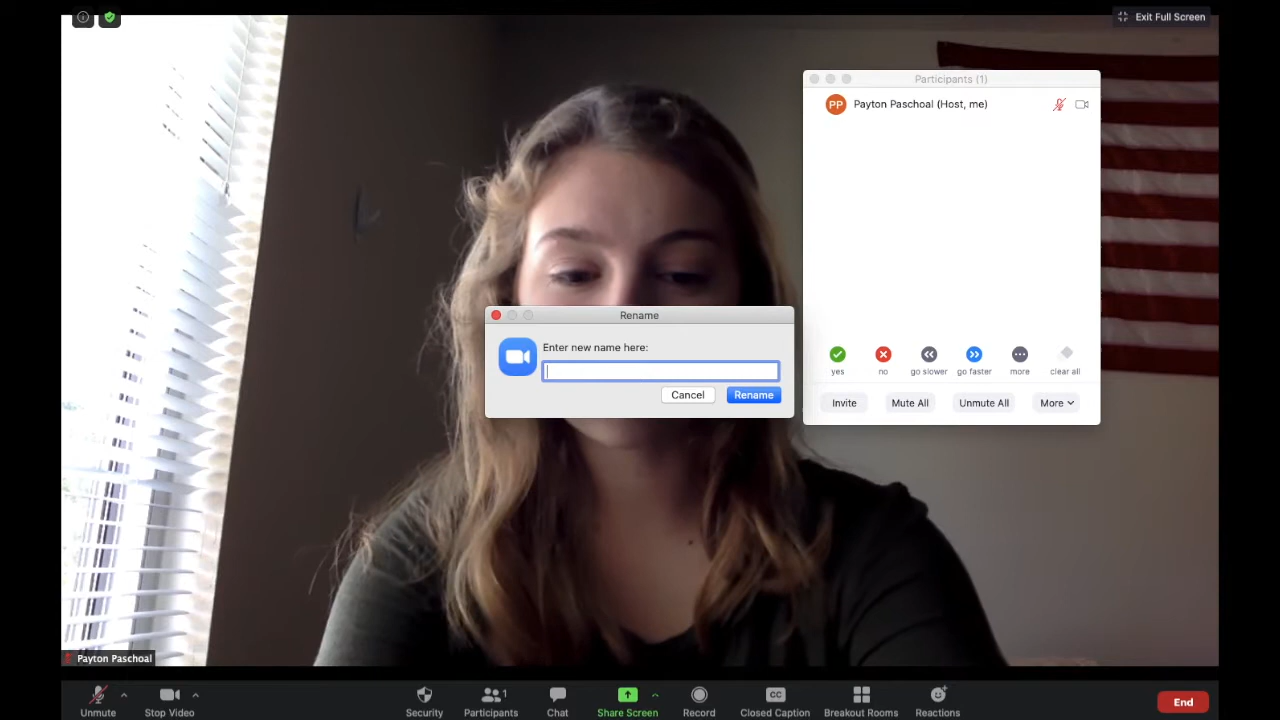 Exit Full Screen
Participants (1)
PP Payton Paschoal (Host, me)
Rename
Enter new name here:
Cancel Rename
yes no go slower go faster more clear all
Invite Mute All Unmute All More
Payton Paschoal
1
Unmute Stop Video Security Participants Chat Share Screen Record Closed Caption Breakout Rooms Reactions
CC
End